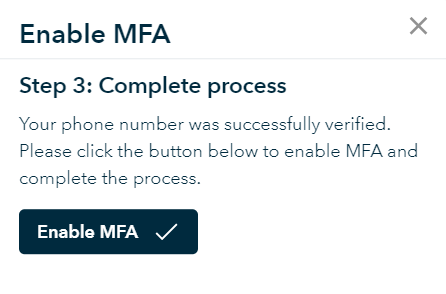 Enable MFA
Step 3: Complete process
Your phone number was successfully verified.
Please click the button below to enable MFA and
complete the process.
Enable MFA